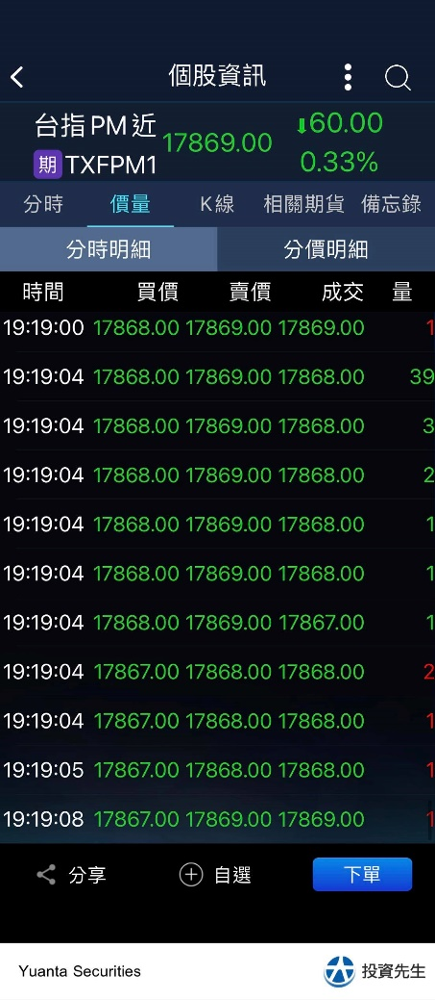 個股資訊
台指PM近
17869.00
⬇60.00
期 TXFPM1
0.33%
分時 價量 K線 相關期貨 備忘錄
分時明細 分價明細
時間 買價 賣價 成交 量
19:19:00 17868.00 17869.00 17869.00 1
19:19:04 17868.00 17869.00 17868.00 39
19:19:04 17868.00 17869.00 17868.00 3
19:19:04 17868.00 17869.00 17868.00 2
19:19:04 17868.00 17869.00 17868.00 1
19:19:04 17868.00 17869.00 17868.00 1
19:19:04 17868.00 17869.00 17867.00 1
19:19:04 17867.00 17868.00 17868.00 2
19:19:04 17867.00 17868.00 17868.00 1
19:19:05 17867.00 17868.00 17868.00 1
19:19:08 17867.00 17869.00 17869.00 1
分享 自選 下單
Yuanta Securities 投資先生